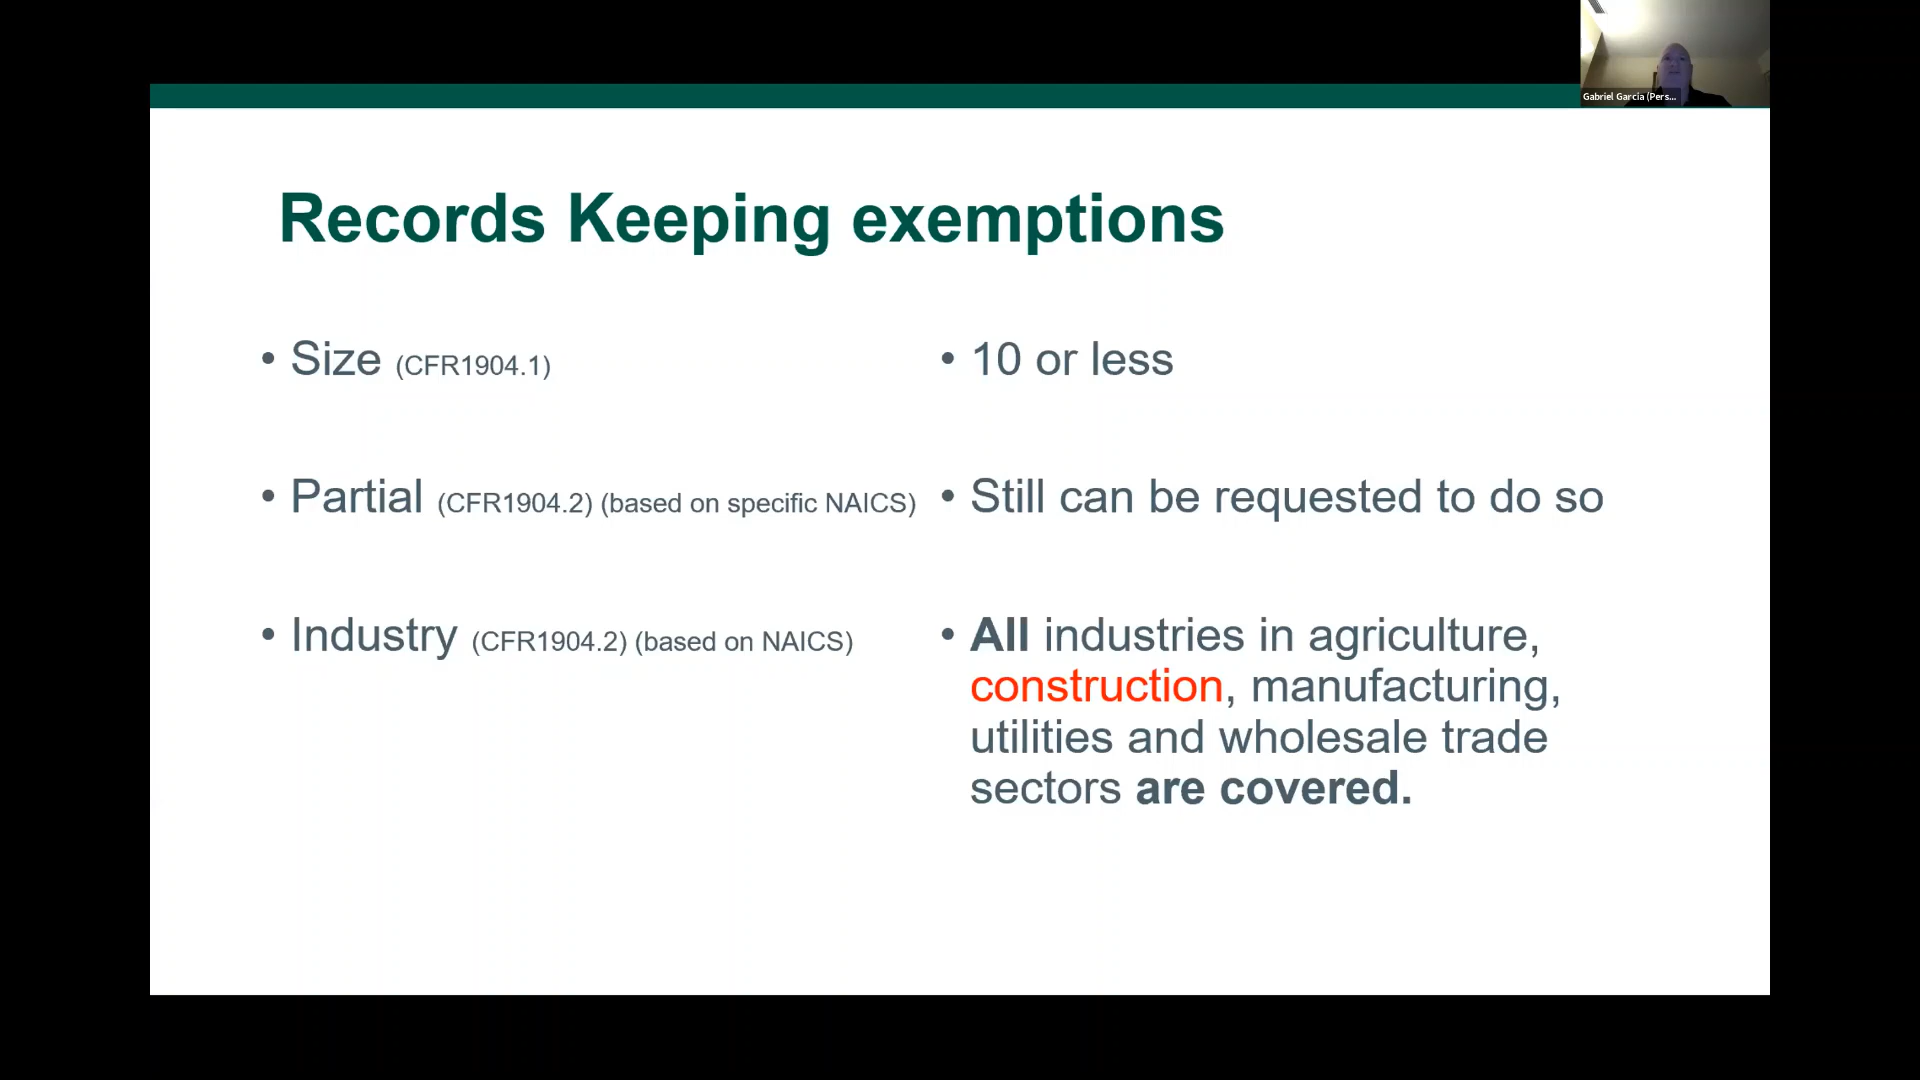 Gabriel Garcia (Pers...
Records Keeping exemptions
• Size (CFR1904.1)
• 10 or less
• Partial (CFR1904.2) (based on specific NAICS)
• Still can be requested to do so
• Industry (CFR1904.2) (based on NAICS)
• All industries in agriculture,
construction, manufacturing,
utilities and wholesale trade
sectors are covered.